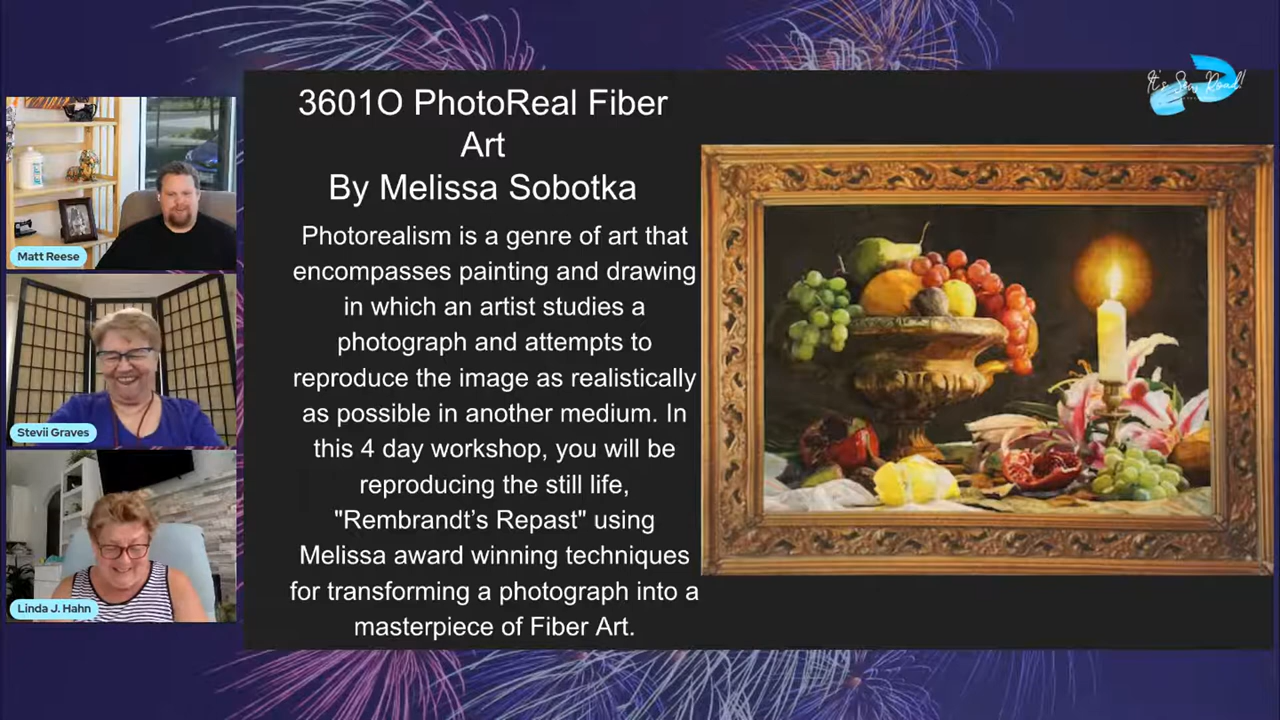 3601O PhotoReal Fiber
Art
By Melissa Sobotka
Photorealism is a genre of art that
encompasses painting and drawing
in which an artist studies a
photograph and attempts to
reproduce the image as realistically
as possible in another medium. In
this 4 day workshop, you will be
reproducing the still life,
"Rembrandt’s Repast" using
Melissa award winning techniques
for transforming a photograph into a
masterpiece of Fiber Art.
It's Sew Road!
Matt Reese
Stevii Graves
Linda J. Hahn